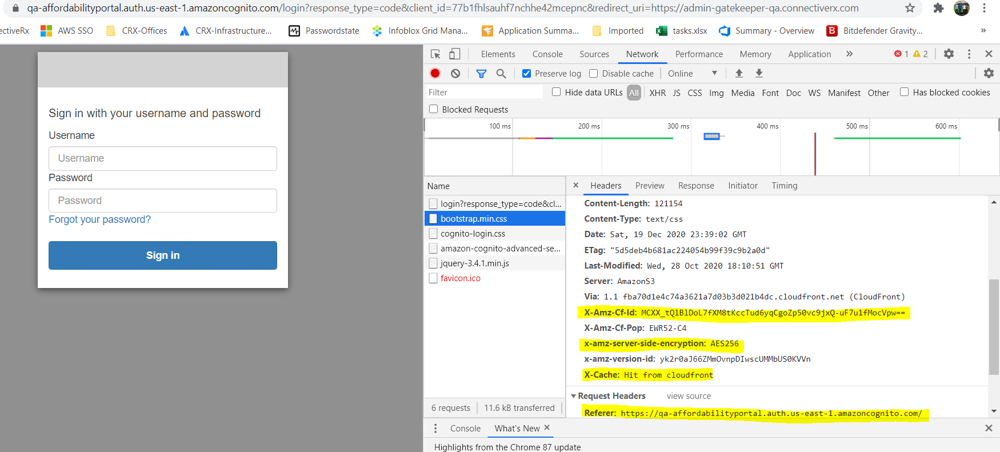 qa-affordabilityportal.auth.us-east-1.amazoncognito.com/login?response_type=code&client_id=77b1fhlsauhf7nchhe42mcepnc&redirect_uri=https://admin-gatekeeper-qa.connectiverx.com
ectiveRx AWS SSO CRX-Offices CRX-Infrastructure... Passwordstate Infoblox Grid Mana... Application Summa... Imported tasks.xlsx Summary - Overview Bitdefender Gravity... »
Sign in with your username and password
Username
Username
Password
Password
Forgot your password?
Sign in
Elements Console Sources Network Performance Memory Application » 1 2
Preserve log Disable cache Online
Filter Hide data URLs All XHR JS CSS Img Media Font Doc WS Manifest Other Has blocked cookies
Blocked Requests
100 ms 200 ms 300 ms 400 ms 500 ms 600 ms
Name
login?response_type=code&cl...
bootstrap.min.css
cognito-login.css
amazon-cognito-advanced-se...
jquery-3.4.1.min.js
favicon.ico
6 requests 11.6 kB transferred
Headers Preview Response Initiator Timing
Content-Length: 121154
Content-Type: text/css
Date: Sat, 19 Dec 2020 23:39:02 GMT
ETag: "5d5deb4b681ac224054b99f39c9b2a0d"
Last-Modified: Wed, 28 Oct 2020 18:10:51 GMT
Server: AmazonS3
Via: 1.1 fba70d1e4c74a3621a7d03b3d021b4dc.cloudfront.net (CloudFront)
X-Amz-Cf-Id: MCXX_tQlBlDoL7fXM8tKccTud6yqCgoZp50vc9jxQ-uF7u1fMocVpw==
X-Amz-Cf-Pop: EWR52-C4
x-amz-server-side-encryption: AES256
x-amz-version-id: yk2r0aJ66ZMmOvnpDIwscUMMbUS0KVVn
X-Cache: Hit from cloudfront
Request Headers view source
Referer: https://qa-affordabilityportal.auth.us-east-1.amazoncognito.com/
Console What's New
Highlights from the Chrome 87 update